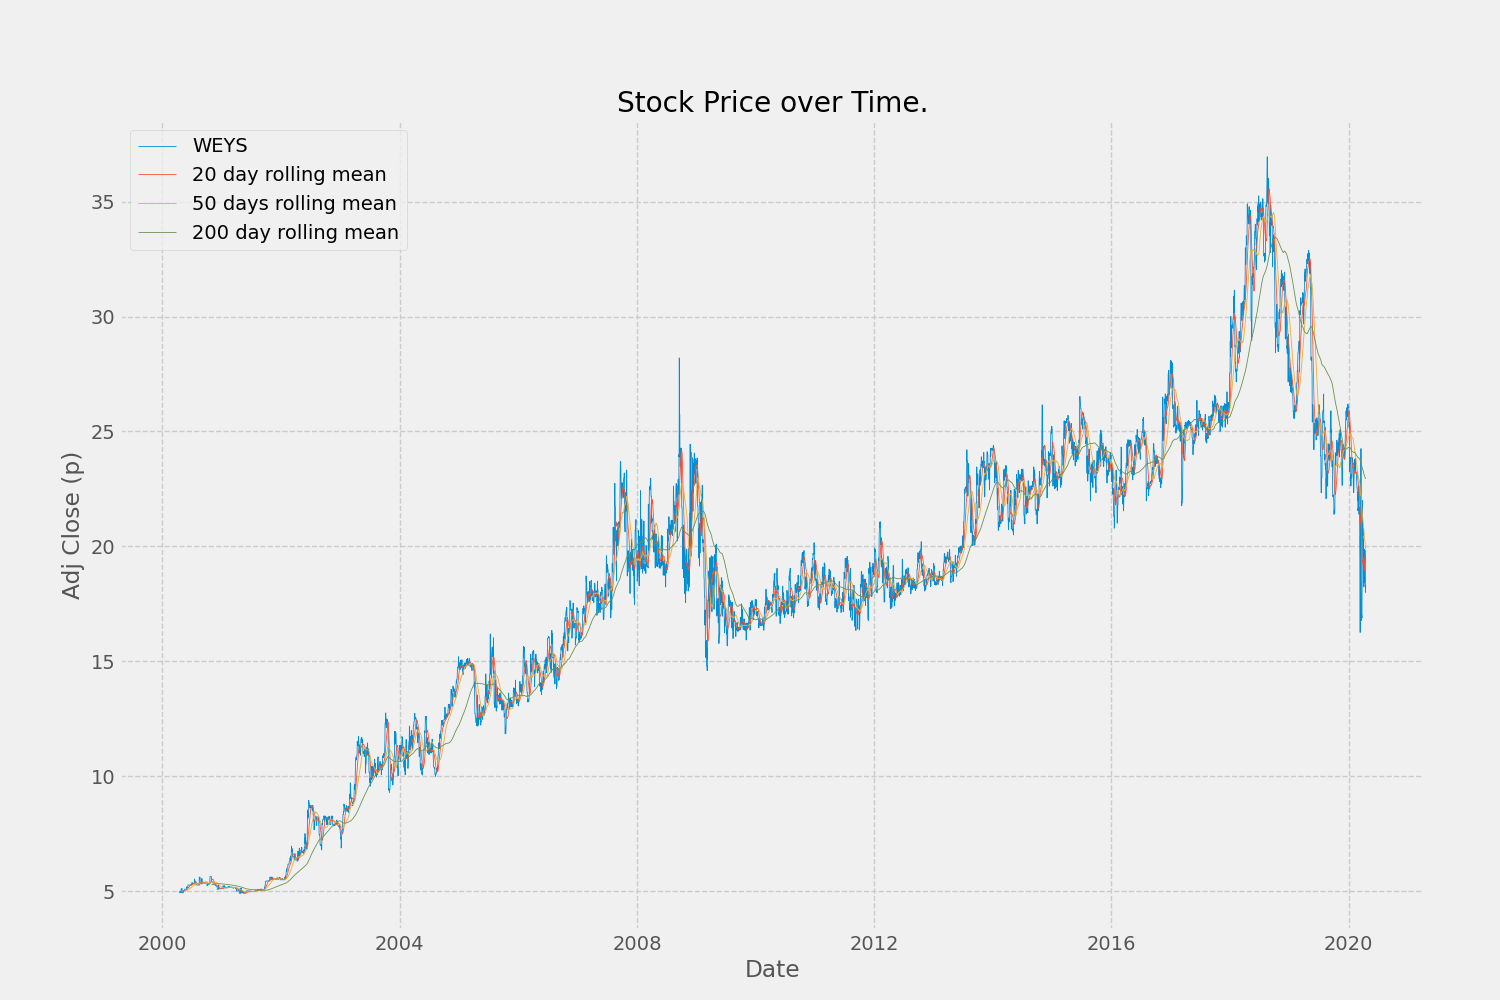 Stock Price over Time.
WEYS
20 day rolling mean
50 days rolling mean
200 day rolling mean
Adj Close (p)
35
30
25
20
15
10
5
2000 2004 2008 2012 2016 2020
Date